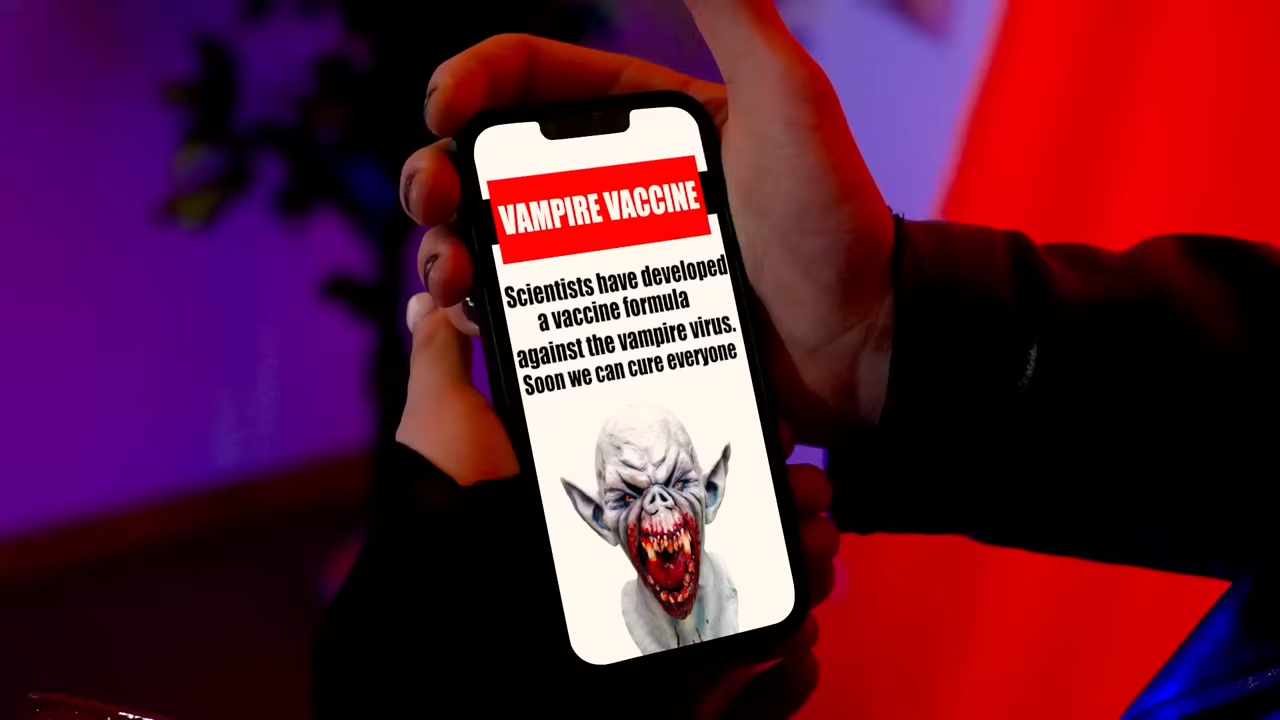 VAMPIRE VACCINE
Scientists have developed
a vaccine formula
against the vampire virus.
Soon we can cure everyone